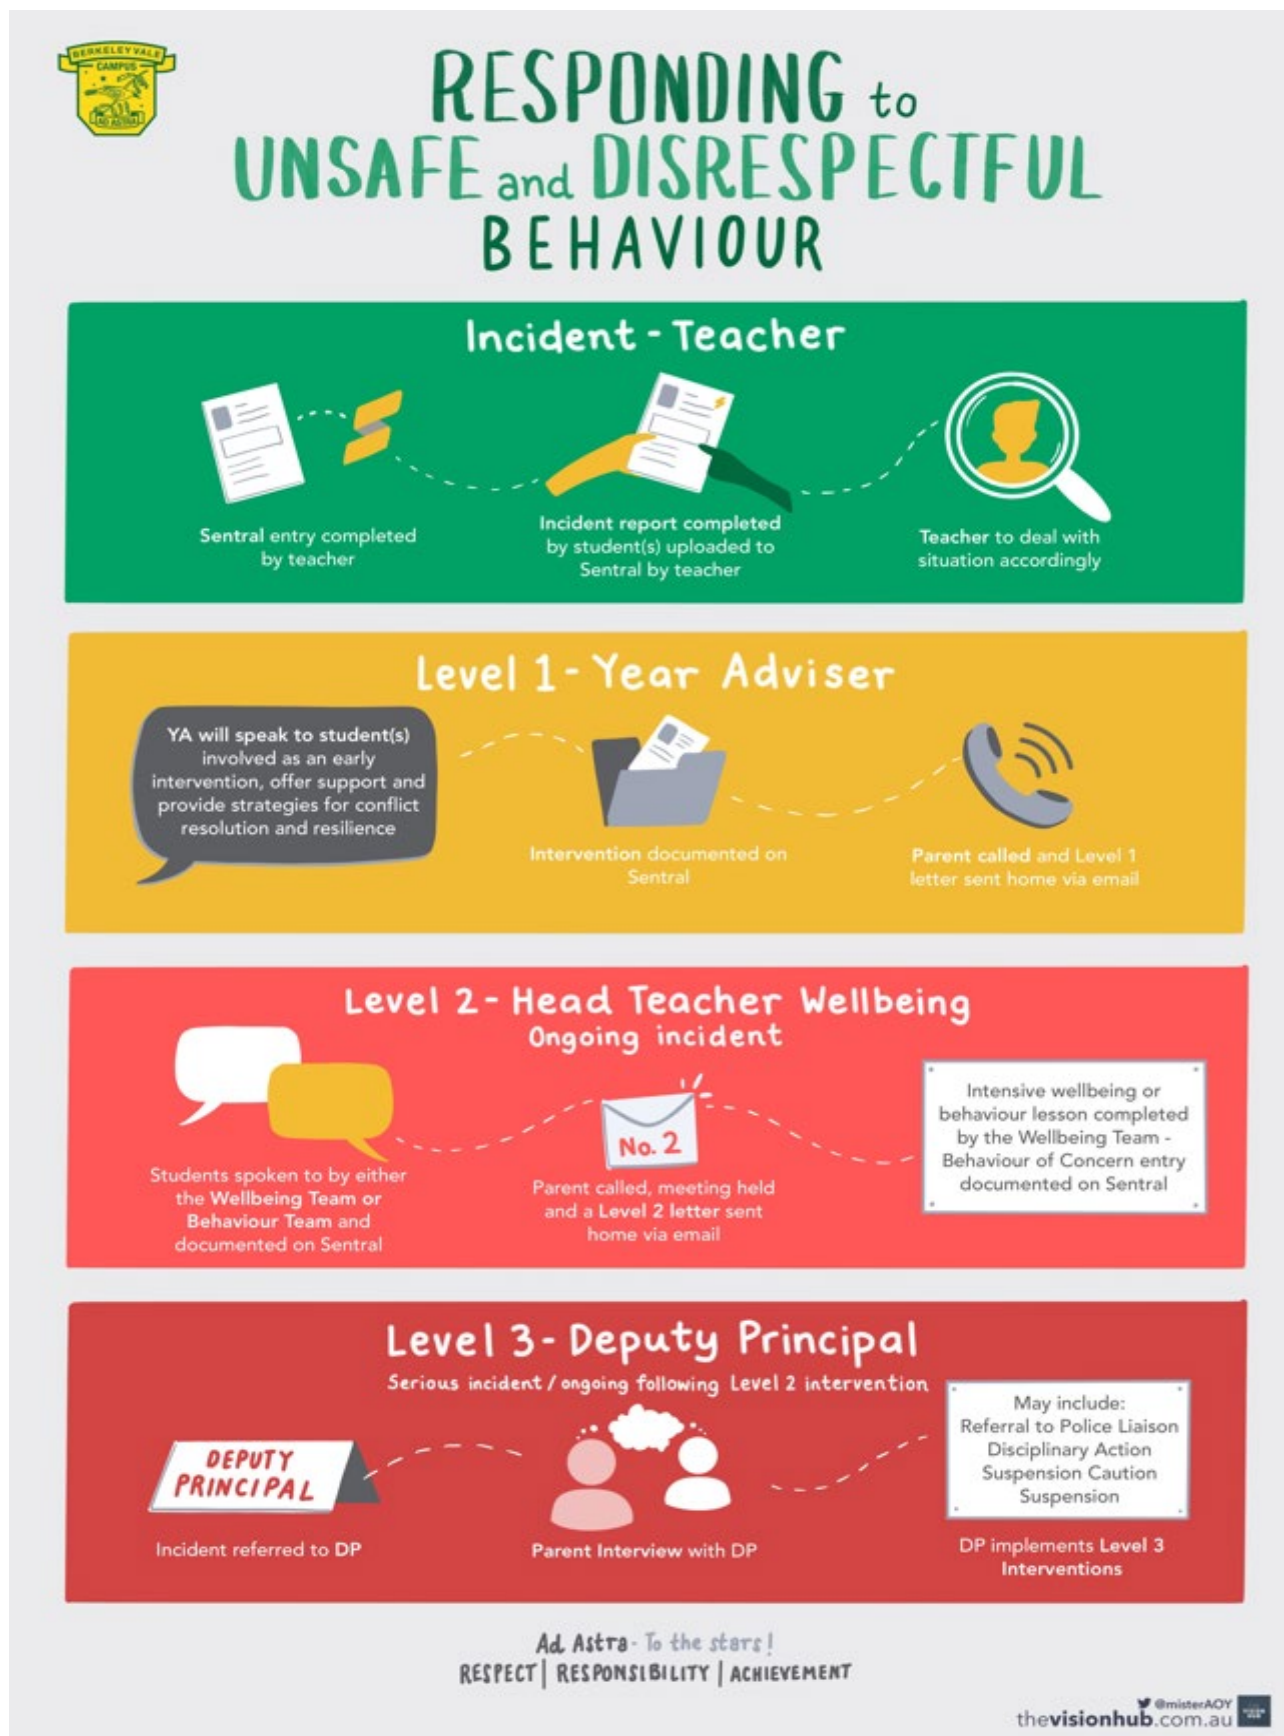 BERKELEY VALE
CAMPUS
AD ASTRA
RESPONDING to
UNSAFE and DISRESPECTFUL
BEHAVIOUR
Incident - Teacher
Sentral entry completed
by teacher
Incident report completed
by student(s) uploaded to
Sentral by teacher
Teacher to deal with
situation accordingly
Level 1 - Year Adviser
YA will speak to student(s)
involved as an early
intervention, offer support and
provide strategies for conflict
resolution and resilience
Intervention documented on
Sentral
Parent called and Level 1
letter sent home via email
Level 2 - Head Teacher Wellbeing
Ongoing incident
Students spoken to by either
the Wellbeing Team or
Behaviour Team and
documented on Sentral
No. 2
Parent called, meeting held
and a Level 2 letter sent
home via email
Intensive wellbeing or
behaviour lesson completed
by the Wellbeing Team -
Behaviour of Concern entry
documented on Sentral
Level 3 - Deputy Principal
Serious incident / ongoing following Level 2 intervention
DEPUTY
PRINCIPAL
Incident referred to DP
Parent Interview with DP
May include:
Referral to Police Liaison
Disciplinary Action
Suspension Caution
Suspension
DP implements Level 3
Interventions
Ad Astra - To the stars!
RESPECT | RESPONSIBILITY | ACHIEVEMENT
@misterAOY
thevisionhub.com.au